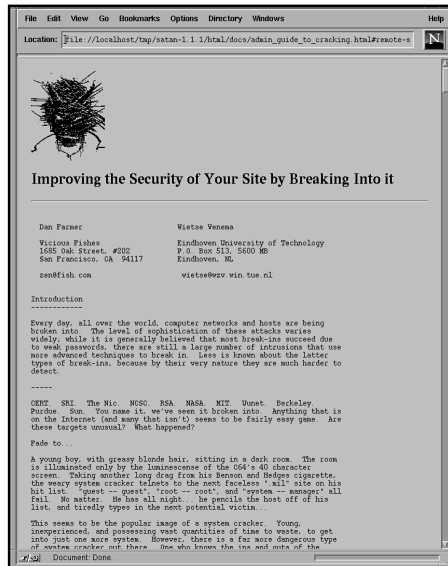 File Edit View Go Bookmarks Options Directory Windows Help
Location: file://localhost/tmp/satan-1.1.1/html/docs/admin_guide_to_cracking.html#remote-s
N
Improving the Security of Your Site by Breaking Into it
Dan Farmer Wietse Venema
Vicious Fishes Eindhoven University of Technology
1685 Oak Street, #202 P.O. Box 513, 5600 MB
San Francisco, CA 94117 Eindhoven, NL
zen@fish.com wietse@wzv.win.tue.nl
Introduction
------------
Every day, all over the world, computer networks and hosts are being
broken into. The level of sophistication of these attacks varies
widely; while it is generally believed that most break-ins succeed due
to weak passwords, there are still a large number of intrusions that use
more advanced techniques to break in. Less is known about the latter
types of break-ins, because by their very nature they are much harder to
detect.
-----
CERT. SRI. The Nic. NCSC. RSA. NASA. MIT. Uunet. Berkeley.
Purdue. Sun. You name it, we've seen it broken into. Anything that is
on the Internet (and many that isn't) seems to be fairly easy game. Are
these targets unusual? What happened?
Fade to...
A young boy, with greasy blonde hair, sitting in a dark room. The room
is illuminated only by the luminescense of the C64's 40 character
screen. Taking another long drag from his Benson and Hedges cigarette,
the weary system cracker telnets to the next faceless ".mil" site on his
hit list. "guest -- guest", "root -- root", and "system -- manager" all
fail. No matter. He has all night... he pencils the host off of his
list, and tiredly types in the next potential victim...
This seems to be the popular image of a system cracker. Young,
inexperienced, and possessing vast quantities of time to waste, to get
into just one more system. However, there is a far more dangerous type
of system cracker out there. One who knows the ins and outs of the
Document: Done.